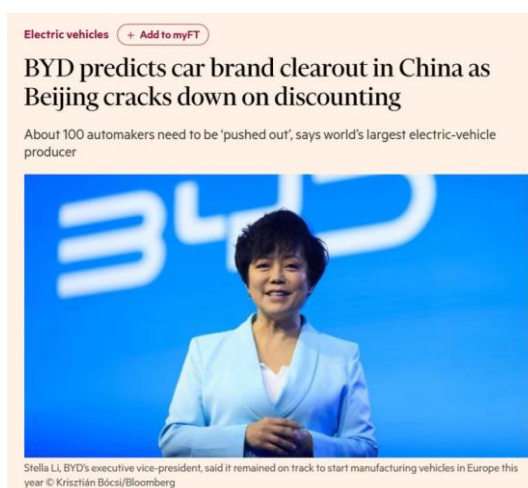 Electric vehicles + Add to myFT
BYD predicts car brand clearout in China as
Beijing cracks down on discounting
About 100 automakers need to be ‘pushed out’, says world’s largest electric-vehicle
producer
BYD
Stella Li, BYD’s executive vice-president, said it remained on track to start manufacturing vehicles in Europe this
year © Krisztián Bócsi/Bloomberg